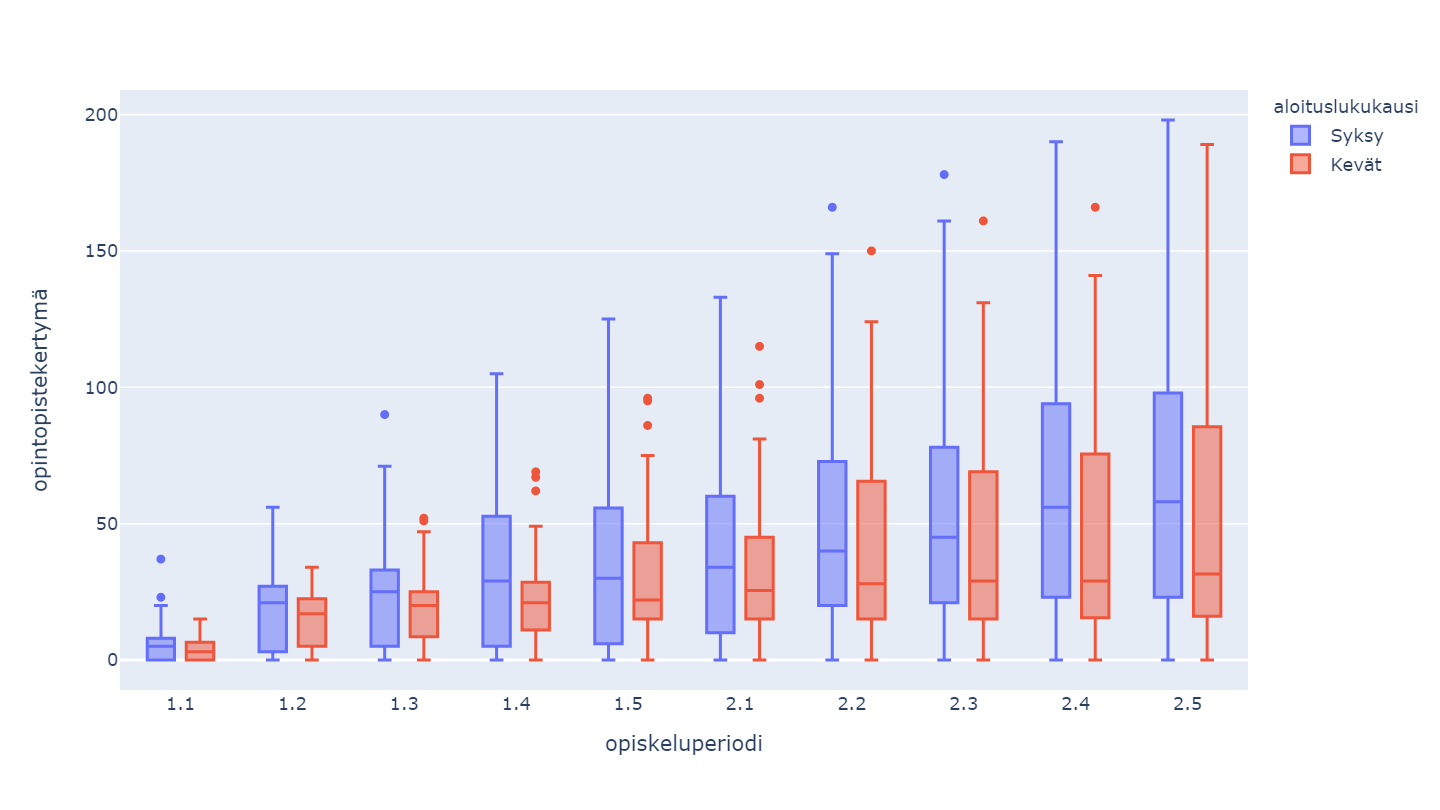 aloituslukukausi
Syksy
Kevät
opintopistekertymä
200
150
100
50
0
1.1 1.2 1.3 1.4 1.5 2.1 2.2 2.3 2.4 2.5
opiskeluperiodi